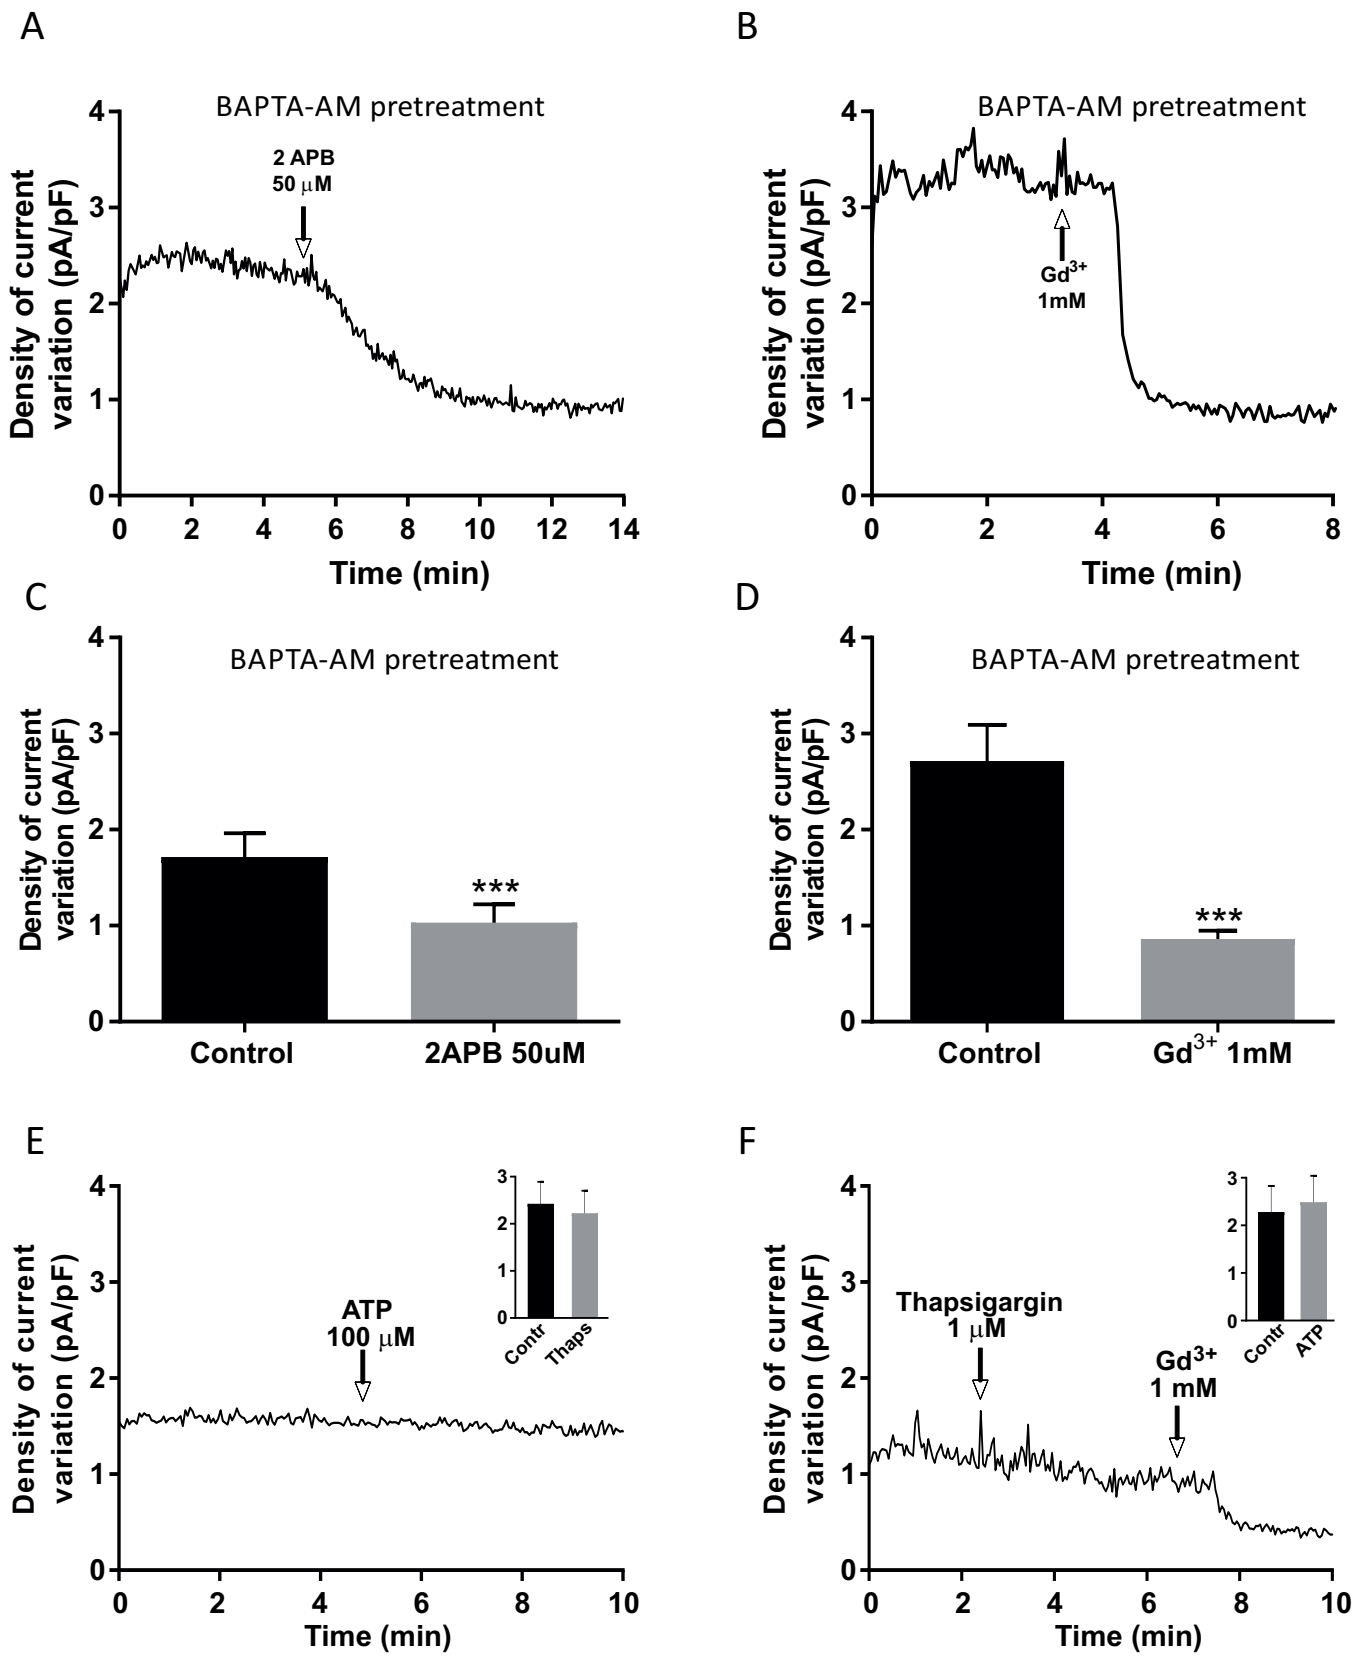 A
BAPTA-AM pretreatment
2 APB
50 μM
Density of current
variation (pA/pF)
4
3
2
1
0
0 2 4 6 8 10 12 14
Time (min)
B
BAPTA-AM pretreatment
Gd3+
1mM
Density of current
variation (pA/pF)
4
3
2
1
0
0 2 4 6 8
Time (min)
C
BAPTA-AM pretreatment
Density of current
variation (pA/pF)
4
3
2
1
0
***
Control 2APB 50uM
D
BAPTA-AM pretreatment
Density of current
variation (pA/pF)
4
3
2
1
0
***
Control Gd3+ 1mM
E
Density of current
variation (pA/pF)
4
3
2
1
0
ATP
100 μM
3
2
1
0
Contr Thaps
0 2 4 6 8 10
Time (min)
F
Density of current
variation (pA/pF)
4
3
2
1
0
Thapsigargin
1 μM
Gd3+
1 mM
3
2
1
0
Contr ATP
0 2 4 6 8 10
Time (min)